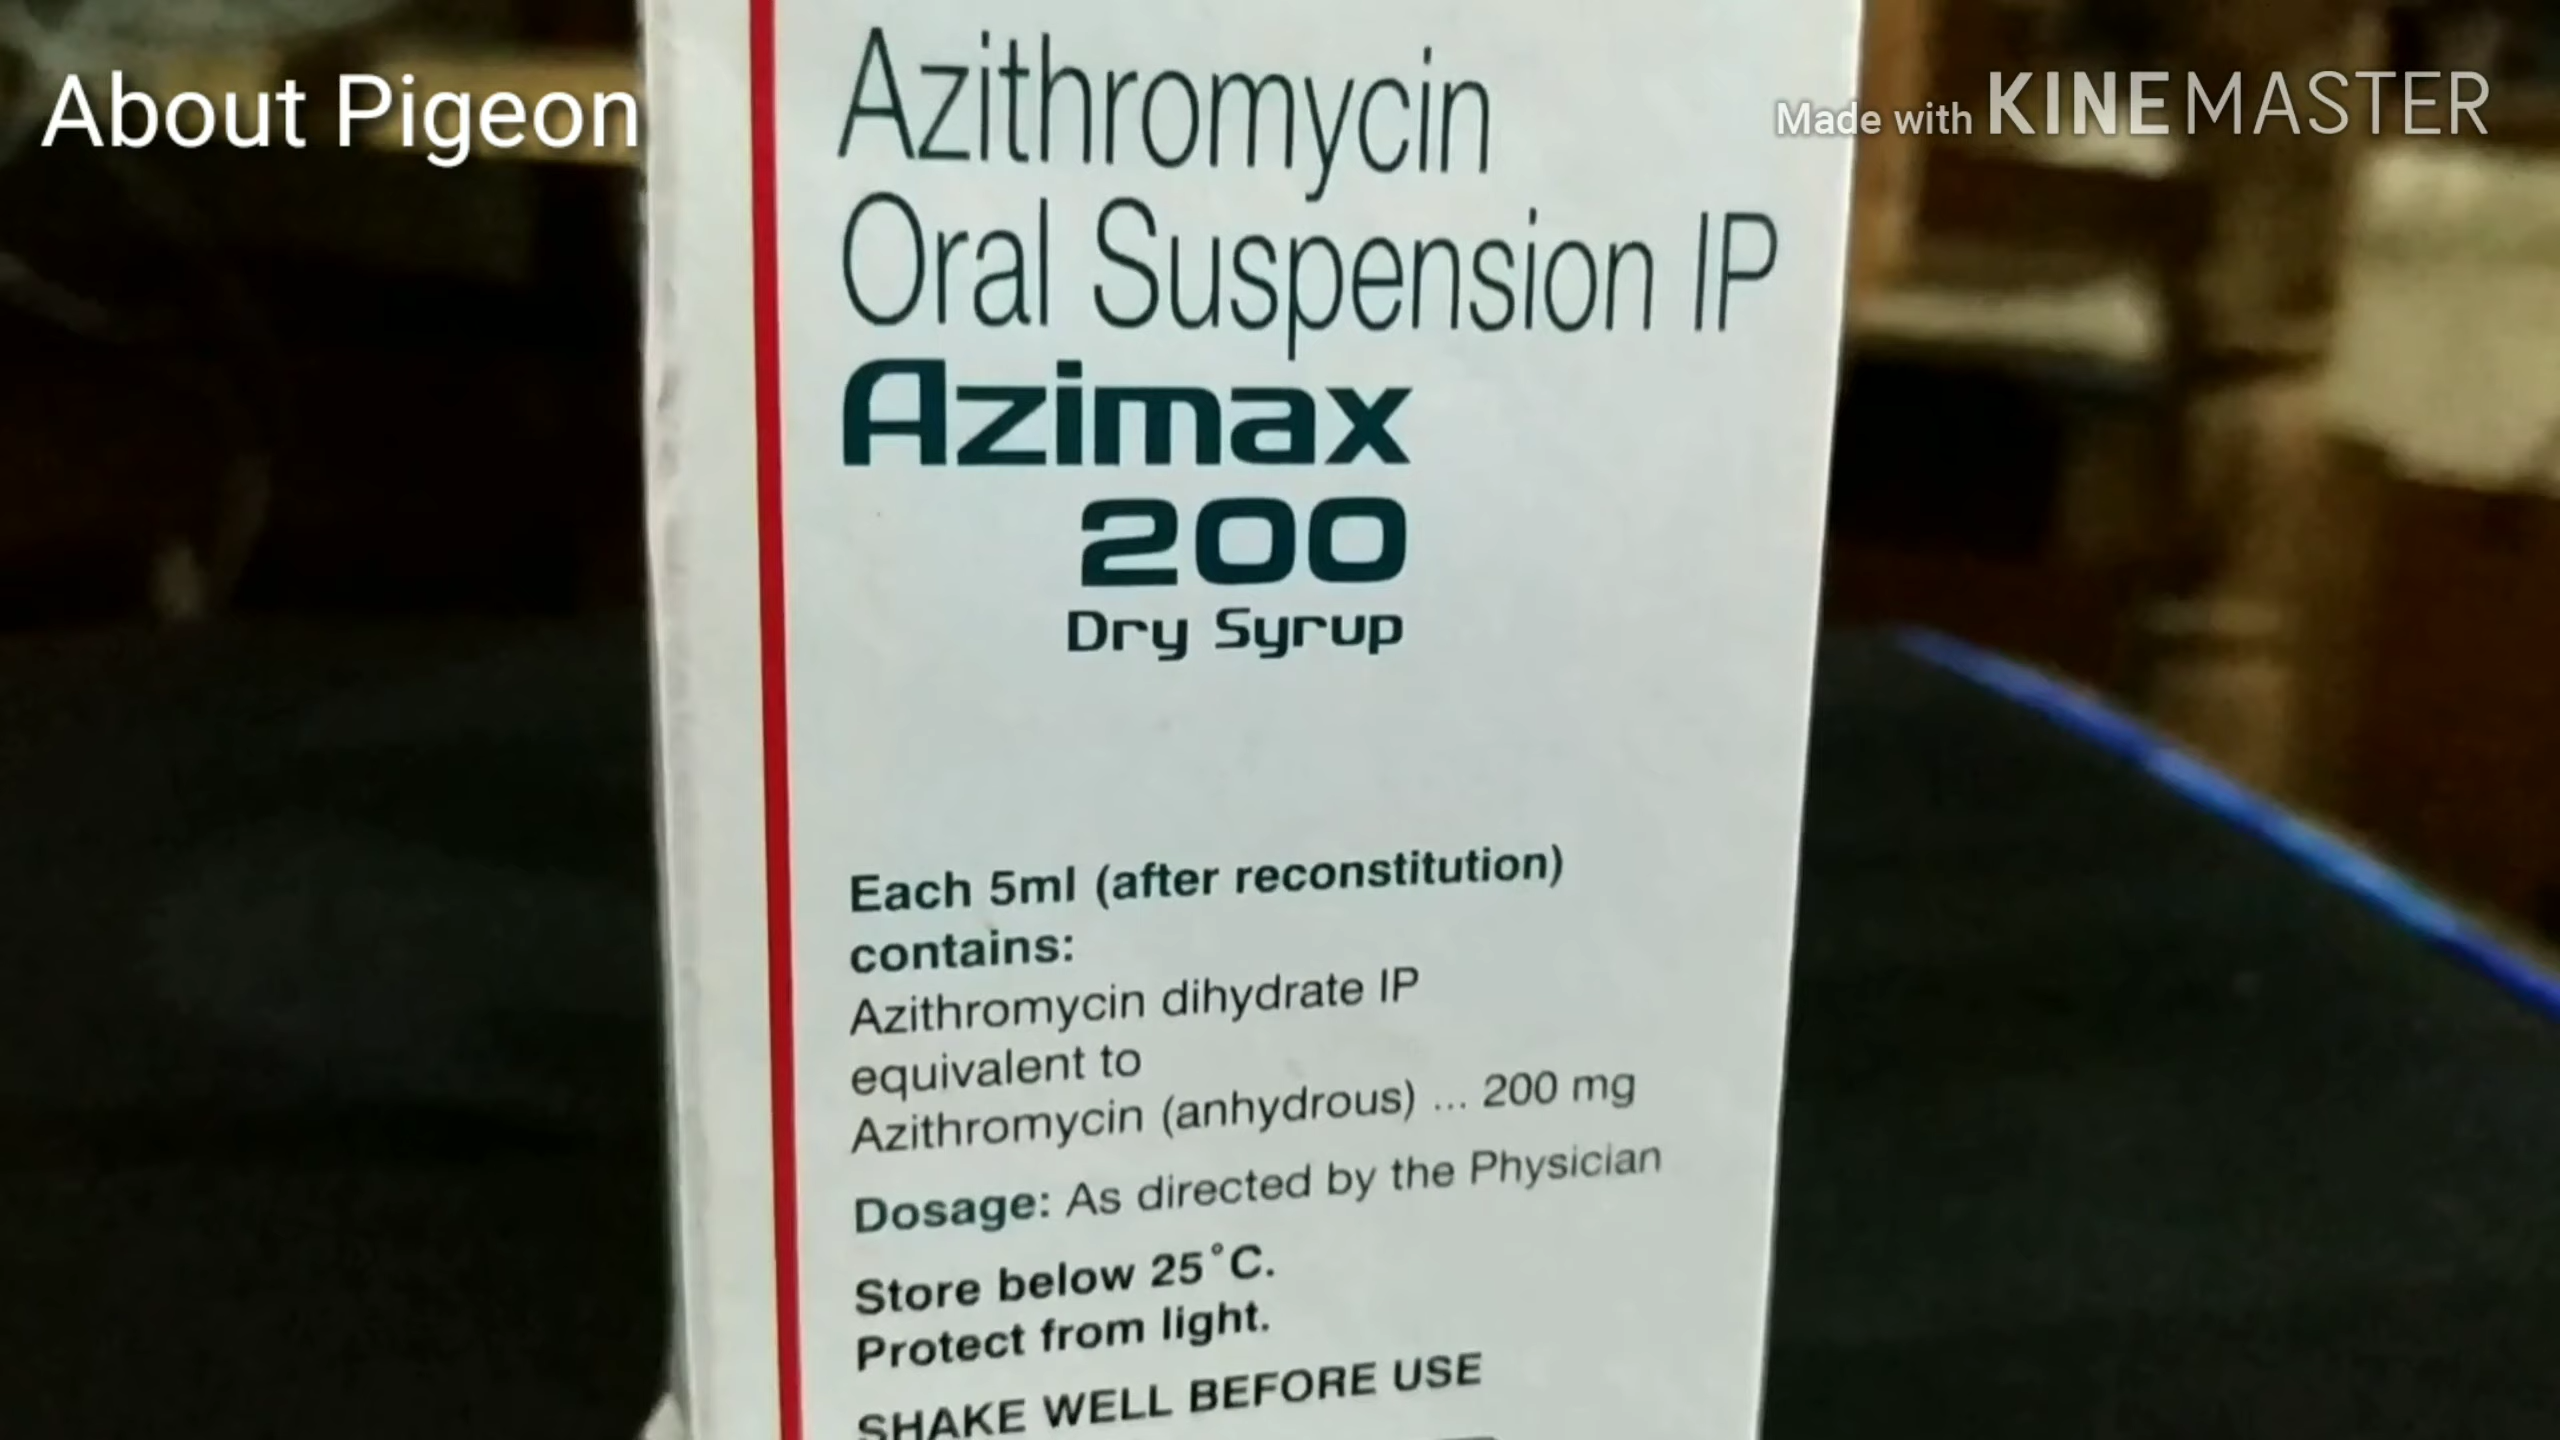 About Pigeon
Made with KINEMASTER
Azithromycin
Oral Suspension IP
Azimax
200
Dry Syrup
Each 5ml (after reconstitution)
contains:
Azithromycin dihydrate IP
equivalent to
Azithromycin (anhydrous) ... 200 mg
Dosage: As directed by the Physician
Store below 25°C.
Protect from light.
SHAKE WELL BEFORE USE